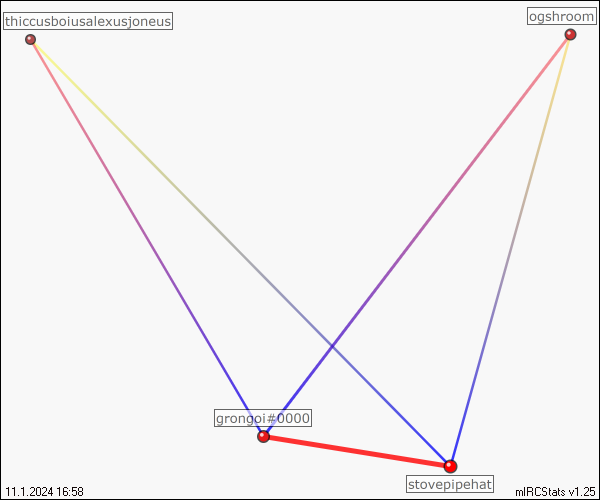 thiccusboiusalexusjoneus
ogshroom
grongoi#0000
stovepipehat
11.1.2024 16:58
mIRCStats v1.25